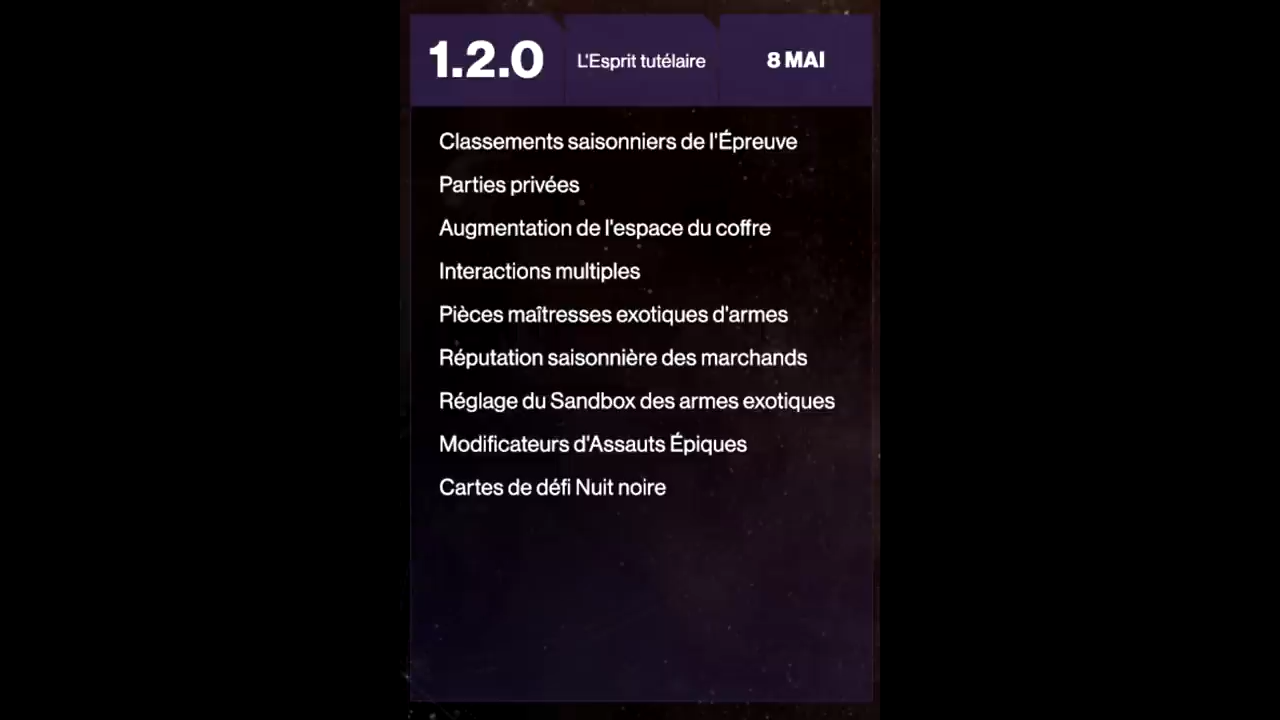 1.2.0 L'Esprit tutélaire 8 MAI
Classements saisonniers de l'Épreuve
Parties privées
Augmentation de l'espace du coffre
Interactions multiples
Pièces maîtresses exotiques d'armes
Réputation saisonnière des marchands
Réglage du Sandbox des armes exotiques
Modificateurs d'Assauts Épiques
Cartes de défi Nuit noire